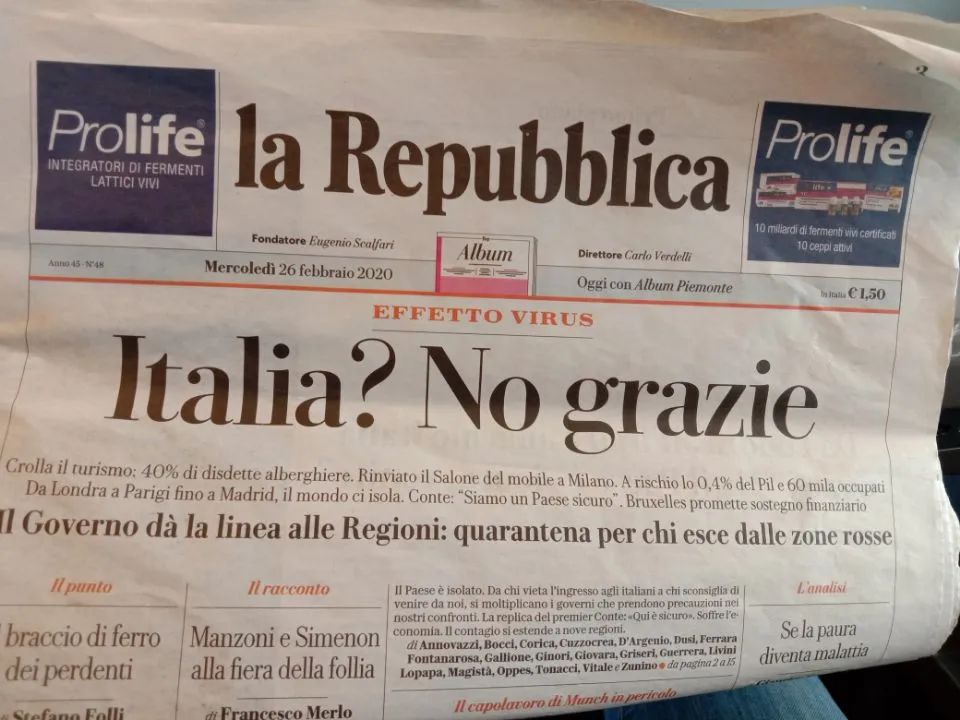 Prolife®
INTEGRATORI DI FERMENTI
LATTICI VIVI
la Repubblica
Prolife®
life
10 miliardi di fermenti vivi certificati
10 ceppi attivi
Fondatore Eugenio Scalfari
Album
Direttore Carlo Verdelli
Anno 45 - N°48
Mercoledì 26 febbraio 2020
Oggi con Album Piemonte
In Italia € 1,50
EFFETTO VIRUS
Italia? No grazie
Crolla il turismo: 40% di disdette alberghiere. Rinviato il Salone del mobile a Milano. A rischio lo 0,4% del Pil e 60 mila occupati
Da Londra a Parigi fino a Madrid, il mondo ci isola. Conte: “Siamo un Paese sicuro”. Bruxelles promette sostegno finanziario
Il Governo dà la linea alle Regioni: quarantena per chi esce dalle zone rosse
Il punto
braccio di ferro
dei perdenti
Stefano Folli
Il racconto
Manzoni e Simenon
alla fiera della follia
di Francesco Merlo
Il Paese è isolato. Da chi vieta l'ingresso agli italiani a chi sconsiglia di
venire da noi, si moltiplicano i governi che prendono precauzioni nei
nostri confronti. La replica del premier Conte: «Qui è sicuro». Soffre l'e-
conomia. Il contagio si estende a nove regioni.
di Annovazzi, Bocci, Corica, Cuzzocrea, D'Argenio, Dusi, Ferrara
Fontanarosa, Gallione, Ginori, Giovara, Griseri, Guerrera, Livini
Lopapa, Magistà, Oppes, Tonacci, Vitale e Zunino ● da pagina 2 a 15
Il capolavoro di Munch in pericolo
L'analisi
Se la paura
diventa malattia